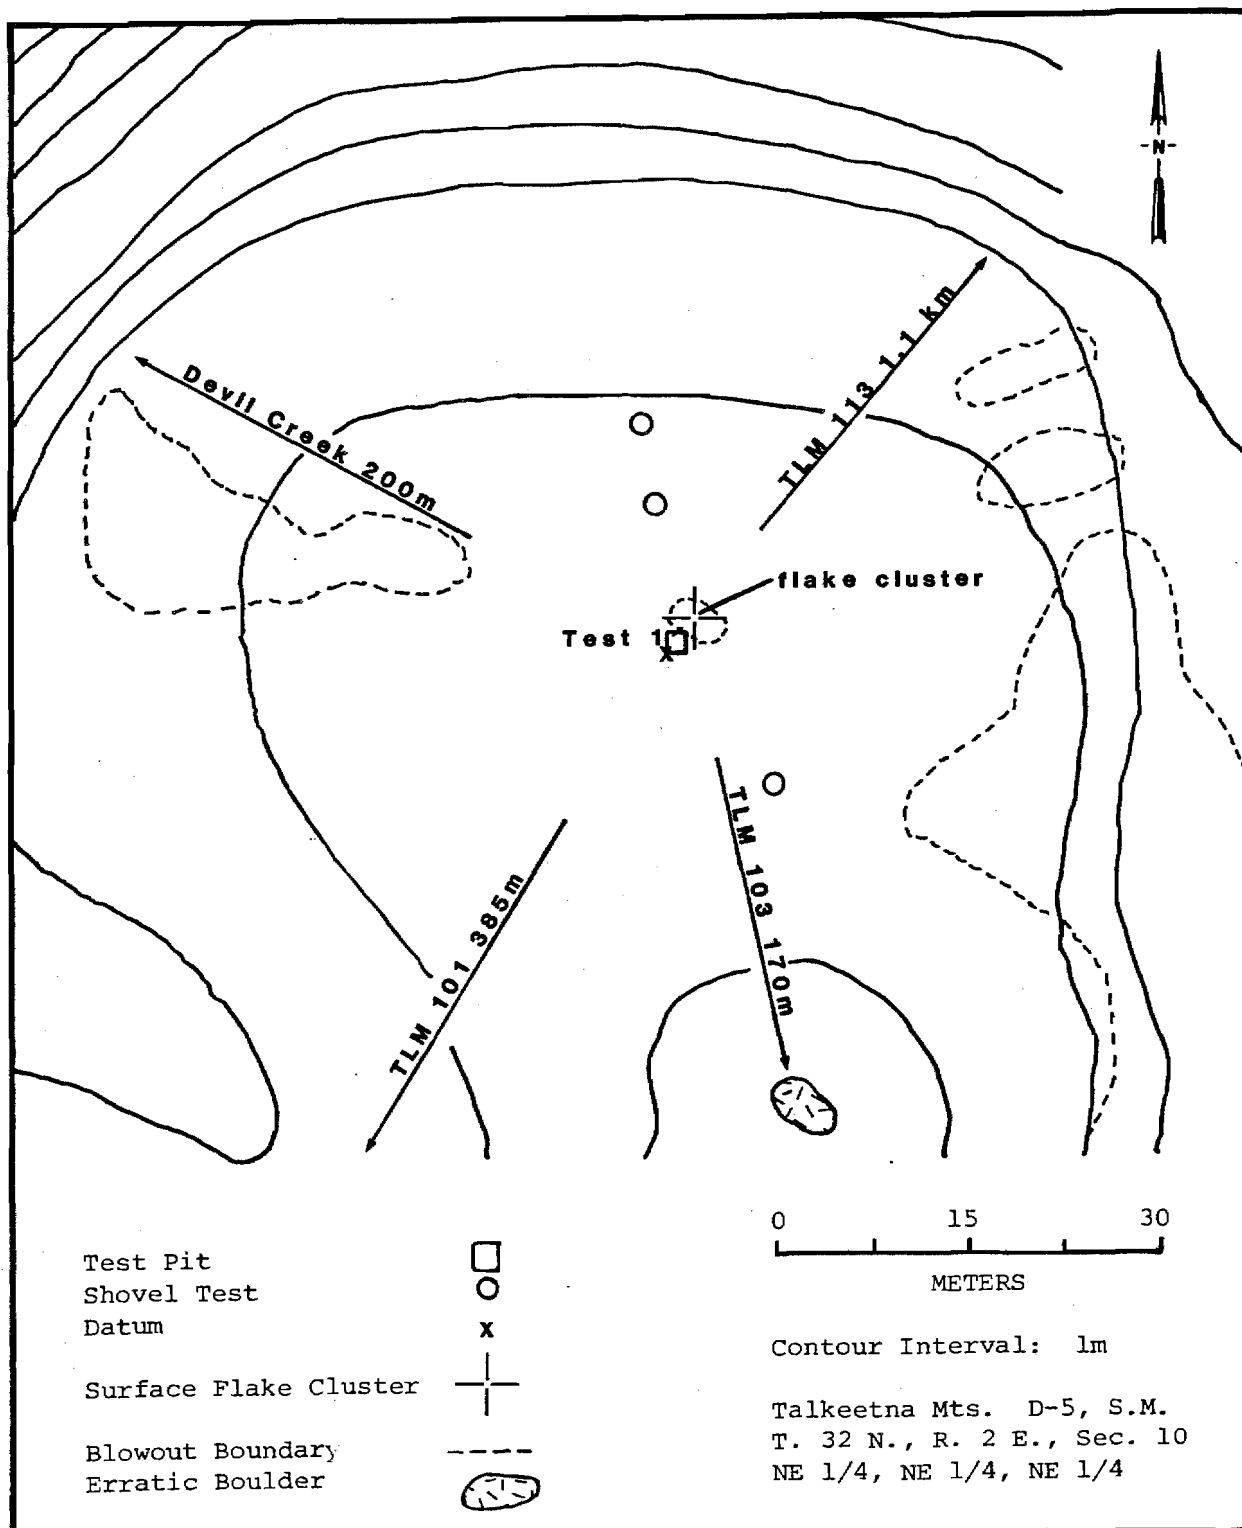 -N-
TLM 113 1.1 km
Devil Creek 200m
flake cluster
Test 1
x
TLM 103 170m
TLM 101 385m
0 15 30
METERS
Test Pit
Shovel Test
Datum x
Surface Flake Cluster
Blowout Boundary
Erratic Boulder
Contour Interval: 1m
Talkeetna Mts. D-5, S.M.
T. 32 N., R. 2 E., Sec. 10
NE 1/4, NE 1/4, NE 1/4